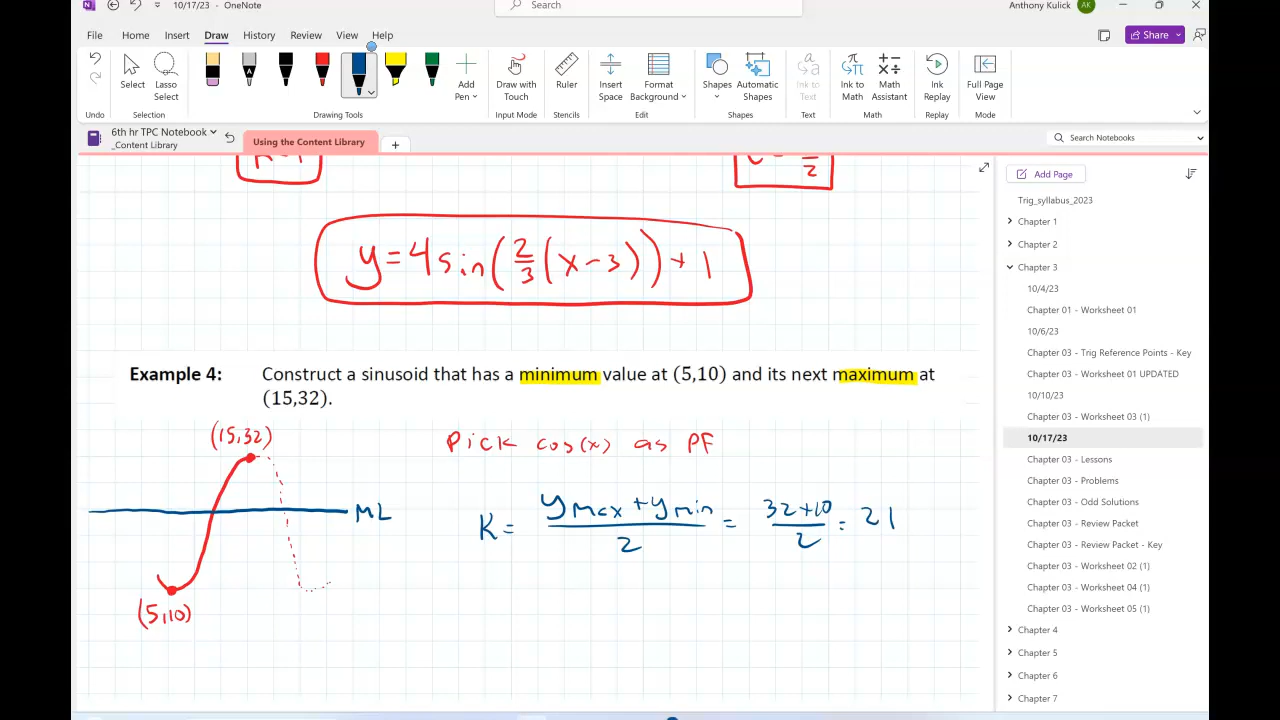 10/17/23 - OneNote
Search
Anthony Kulick
AK
File Home Insert Draw History Review View Help
Share
Undo
Select
Lasso Select
Add Pen
Draw with Touch
Ruler
Insert Space
Format Background
Shapes
Automatic Shapes
Ink to Text
Ink to Math
Math Assistant
Ink Replay
Full Page View
Undo Selection Drawing Tools Input Mode Stencils Edit Shapes Text Math Replay Mode
6th hr TPC Notebook
_Content Library
Using the Content Library
+
Search Notebooks
y = 4 sin(2/3(x-3)) + 1
Example 4: Construct a sinusoid that has a minimum value at (5,10) and its next maximum at
(15,32).
(15,32)
Pick cos(x) as PF
ML
K = (y max + y min)/2 = (32+10)/2 = 21
(5,10)
Add Page
Trig_syllabus_2023
Chapter 1
Chapter 2
Chapter 3
10/4/23
Chapter 01 - Worksheet 01
10/6/23
Chapter 03 - Trig Reference Points - Key
Chapter 03 - Worksheet 01 UPDATED
10/10/23
Chapter 03 - Worksheet 03 (1)
10/17/23
Chapter 03 - Lessons
Chapter 03 - Problems
Chapter 03 - Odd Solutions
Chapter 03 - Review Packet
Chapter 03 - Review Packet - Key
Chapter 03 - Worksheet 02 (1)
Chapter 03 - Worksheet 04 (1)
Chapter 03 - Worksheet 05 (1)
Chapter 4
Chapter 5
Chapter 6
Chapter 7